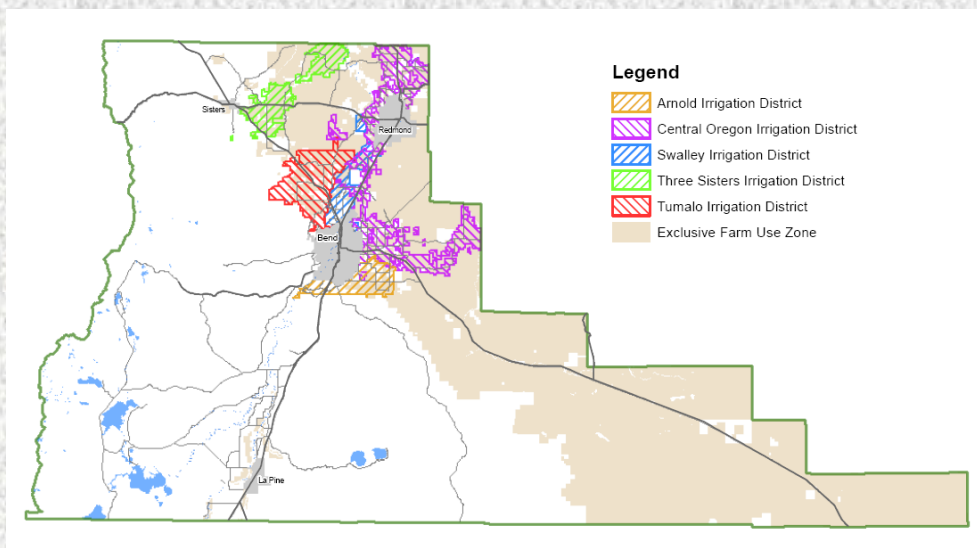 Legend
Arnold Irrigation District
Central Oregon Irrigation District
Swalley Irrigation District
Three Sisters Irrigation District
Tumalo Irrigation District
Exclusive Farm Use Zone
Sisters
Redmond
Bend
La Pine